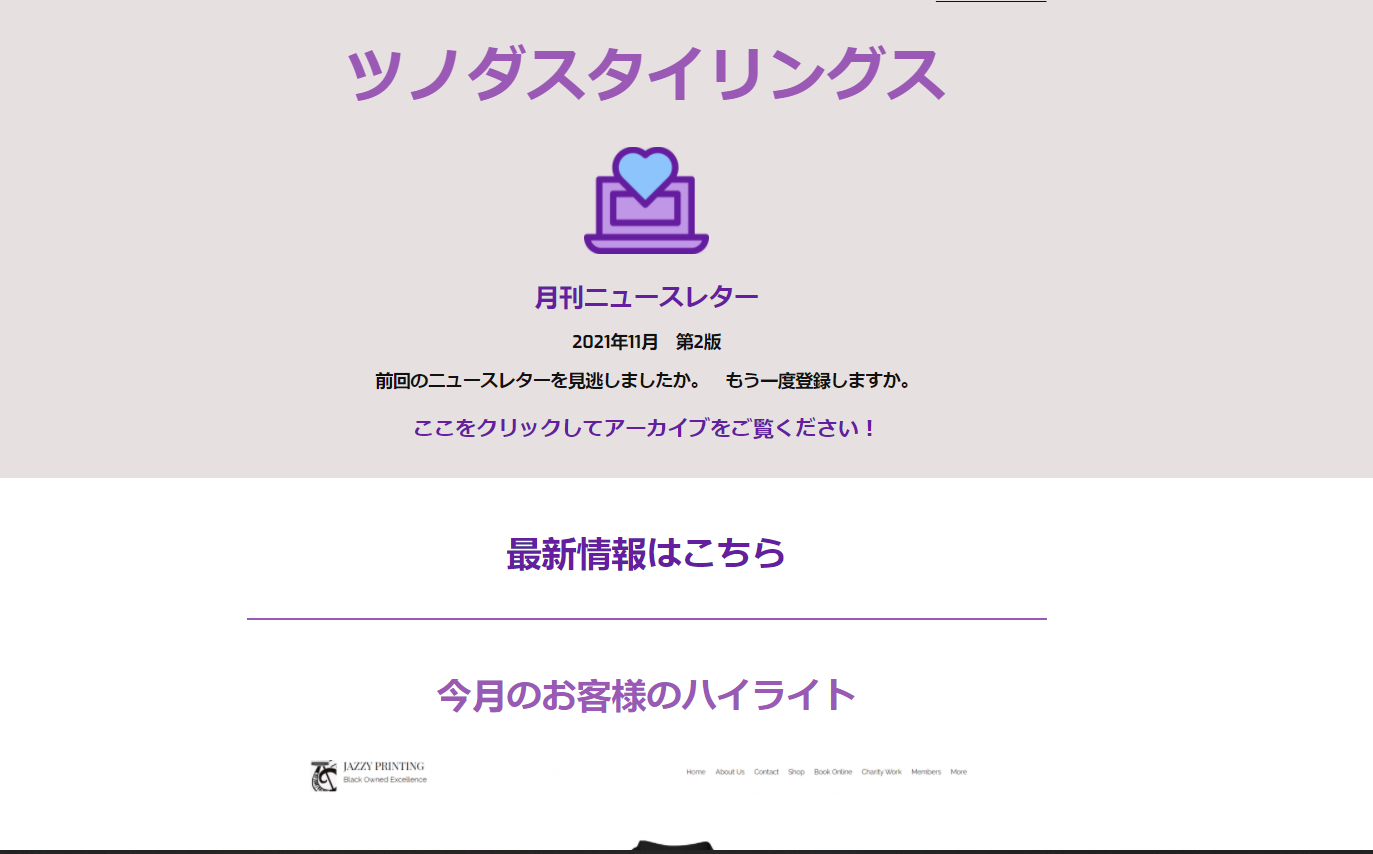 ツノダスタイリングス
月刊ニュースレター
2021年11月　第2版
前回のニュースレターを見逃しましたか。　もう一度登録しますか。
ここをクリックしてアーカイブをご覧ください！
最新情報はこちら
今月のお客様のハイライト
JAZZY PRINTING
Black Owned Excellence
Home About Us Contact Shop Book Online Charity Work Members More